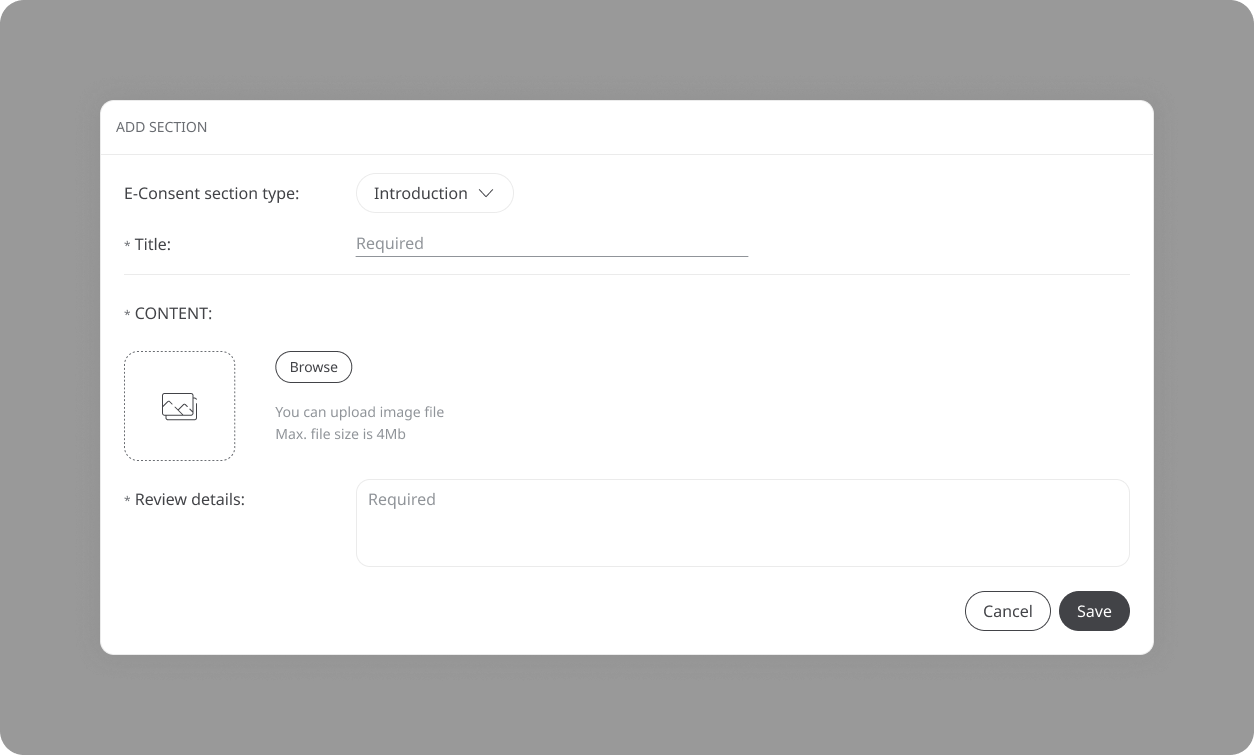 ADD SECTION
E-Consent section type: Introduction
* Title: Required
* CONTENT:
Browse
You can upload image file
Max. file size is 4Mb
* Review details: Required
Cancel Save